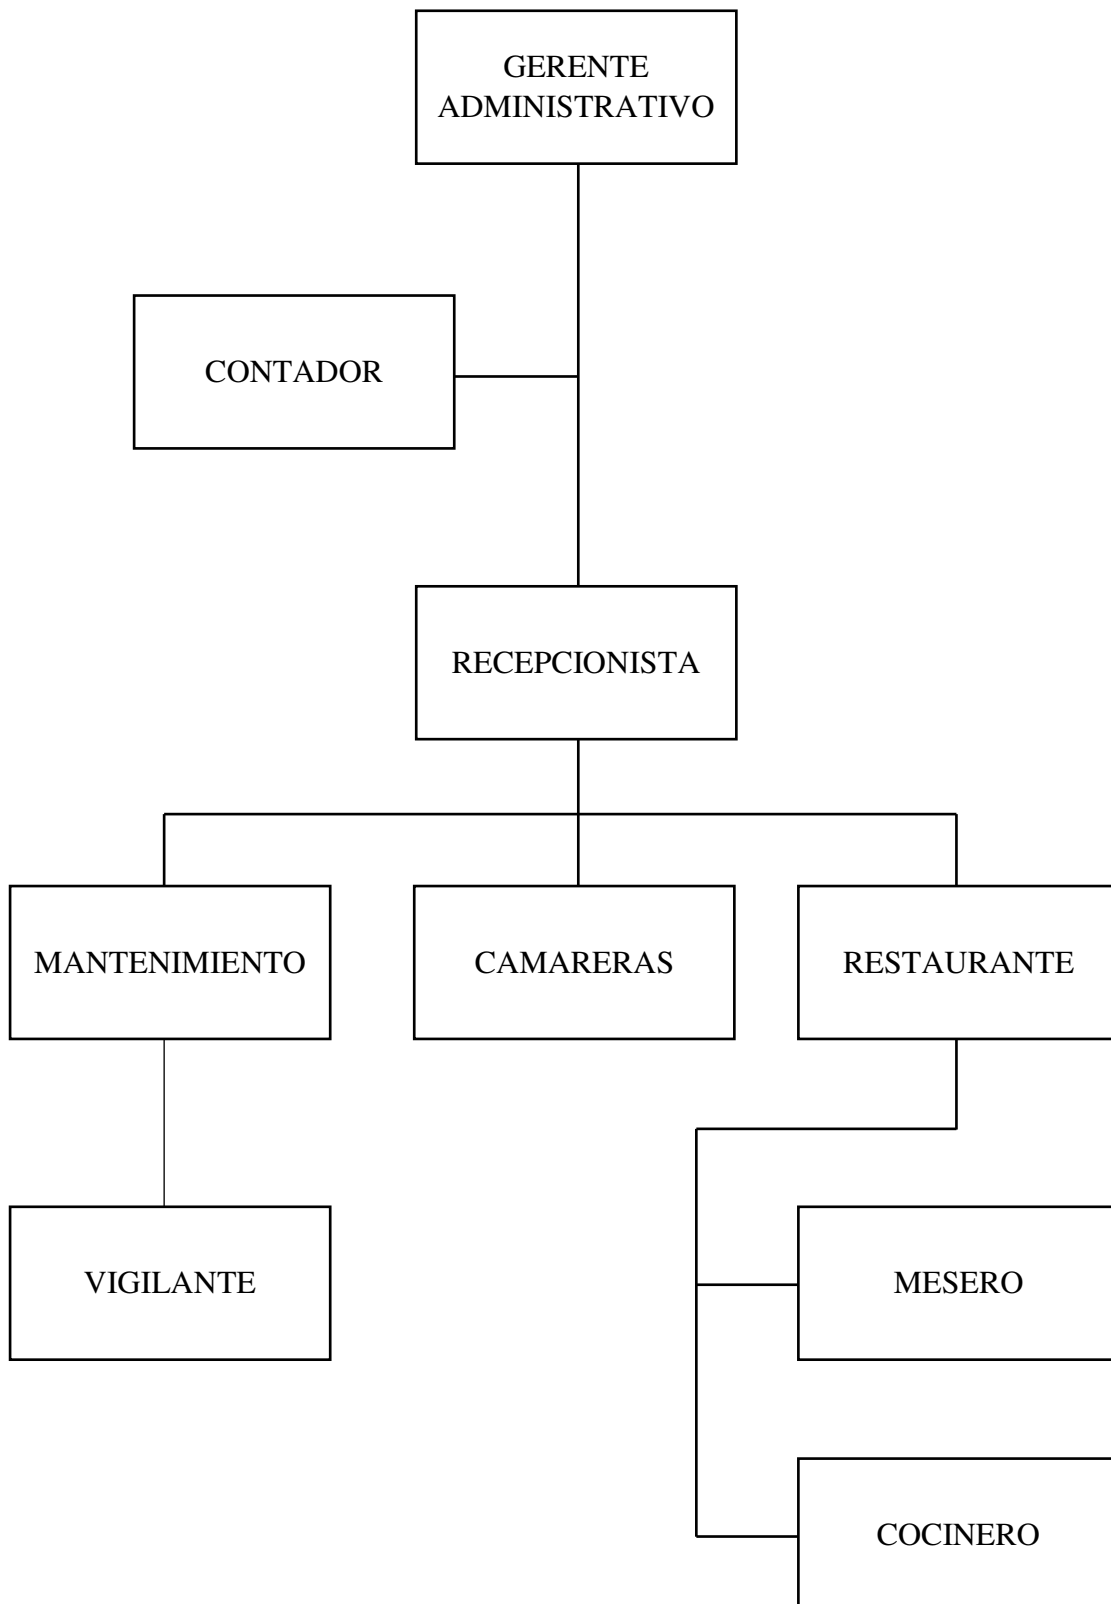 GERENTE
ADMINISTRATIVO
CONTADOR
RECEPCIONISTA
MANTENIMIENTO
CAMARERAS
RESTAURANTE
VIGILANTE
MESERO
COCINERO